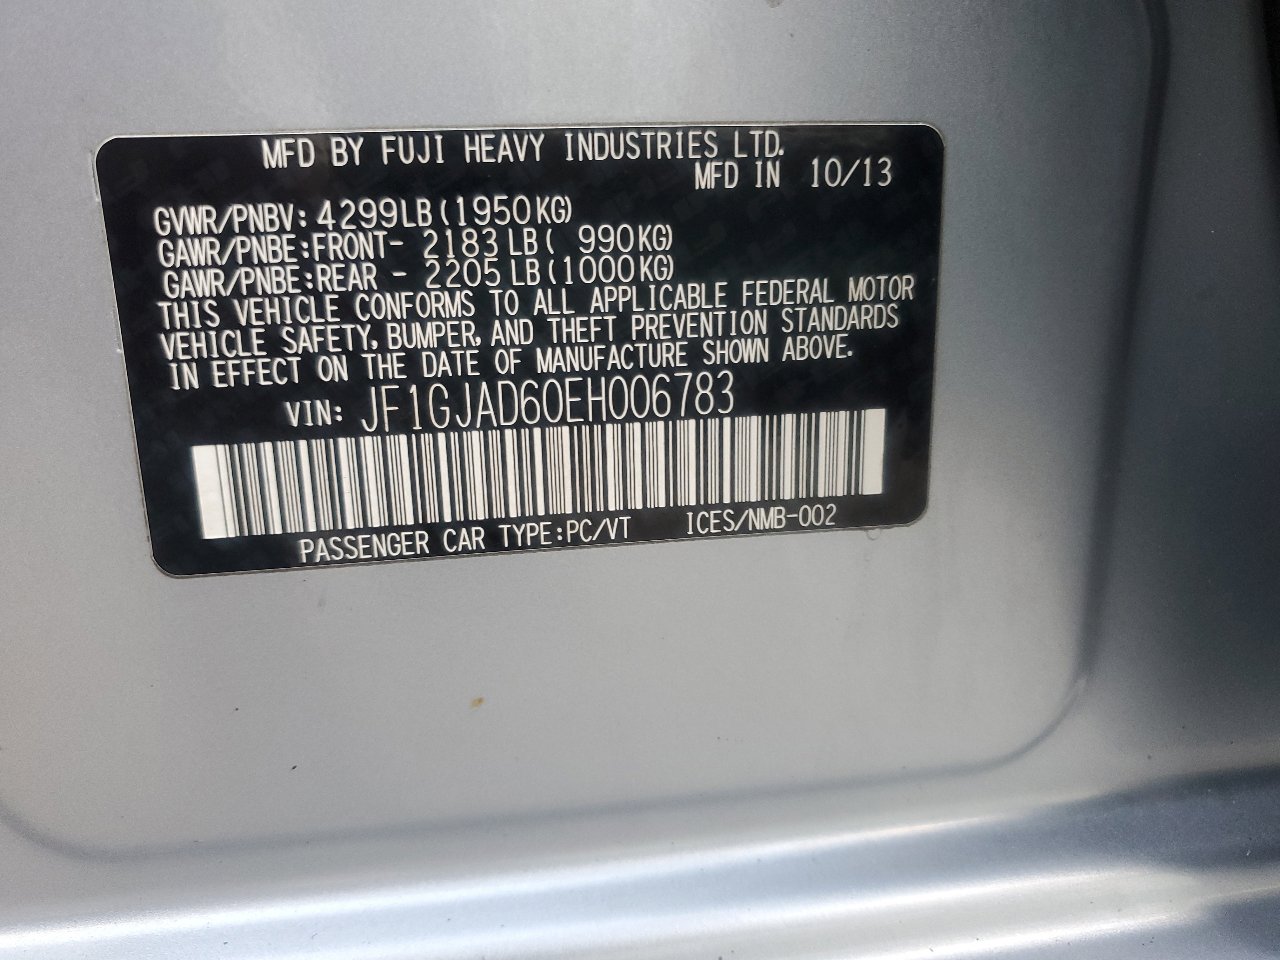 MFD BY FUJI HEAVY INDUSTRIES LTD.
MFD IN 10/13
GVWR/PNBV: 4299LB (1950KG)
GAWR/PNBE:FRONT- 2183 LB ( 990KG)
GAWR/PNBE:REAR - 2205 LB (1000KG)
THIS VEHICLE CONFORMS TO ALL APPLICABLE FEDERAL MOTOR
VEHICLE SAFETY, BUMPER, AND THEFT PREVENTION STANDARDS
IN EFFECT ON THE DATE OF MANUFACTURE SHOWN ABOVE.
VIN: JF1GJAD60EH006783
PASSENGER CAR TYPE:PC/VT ICES/NMB-002